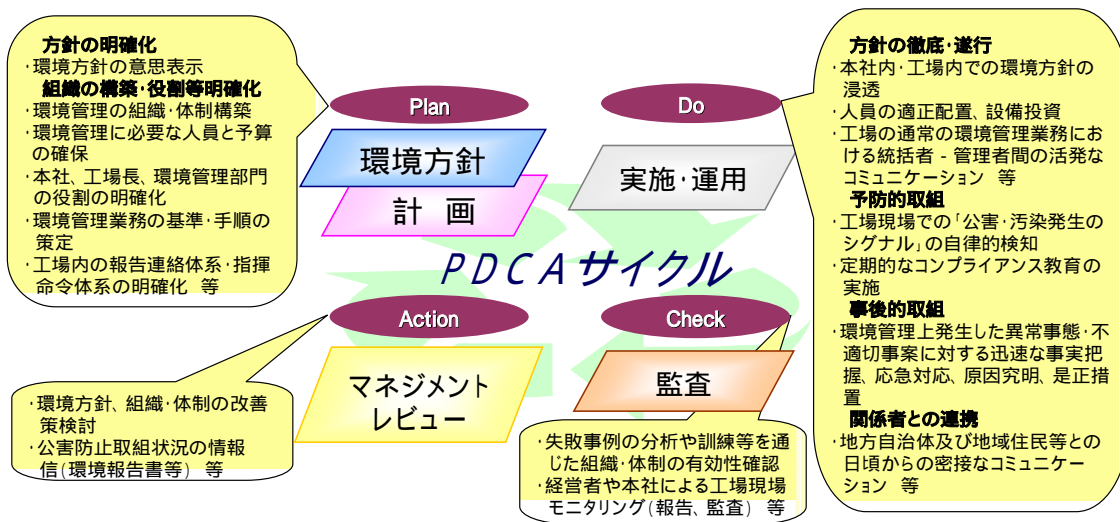 方針の明確化
・環境方針の意思表示
組織の構築・役割等明確化
・環境管理の組織・体制構築
・環境管理に必要な人員と予算
の確保
・本社、工場長、環境管理部門
の役割の明確化
・環境管理業務の基準・手順の
策定
・工場内の報告連絡体系・指揮
命令体系の明確化 等
Plan
環境方針
計 画
Do
実施・運用
方針の徹底・遂行
・本社内・工場内での環境方針の
浸透
・人員の適正配置、設備投資
・工場の通常の環境管理業務に
おける統括者 - 管理者間の活発な
コミュニケーション 等
予防的取組
・工場現場での「公害・汚染発生の
シグナル」の自律的検知
・定期的なコンプライアンス教育の
実施
事後的取組
・環境管理上発生した異常事態・不
適切事案に対する迅速な事実把
握、応急対応、原因究明、是正措
置
関係者との連携
・地方自治体及び地域住民等との
日頃からの密接なコミュニケー
ション 等
PDCAサイクル
Action
マネジメント
レビュー
・環境方針、組織・体制の改善
策検討
・公害防止取組状況の情報
信(環境報告書等) 等
Check
監査
・失敗事例の分析や訓練等を通
じた組織・体制の有効性確認
・経営者や本社による工場現場
モニタリング(報告、監査) 等